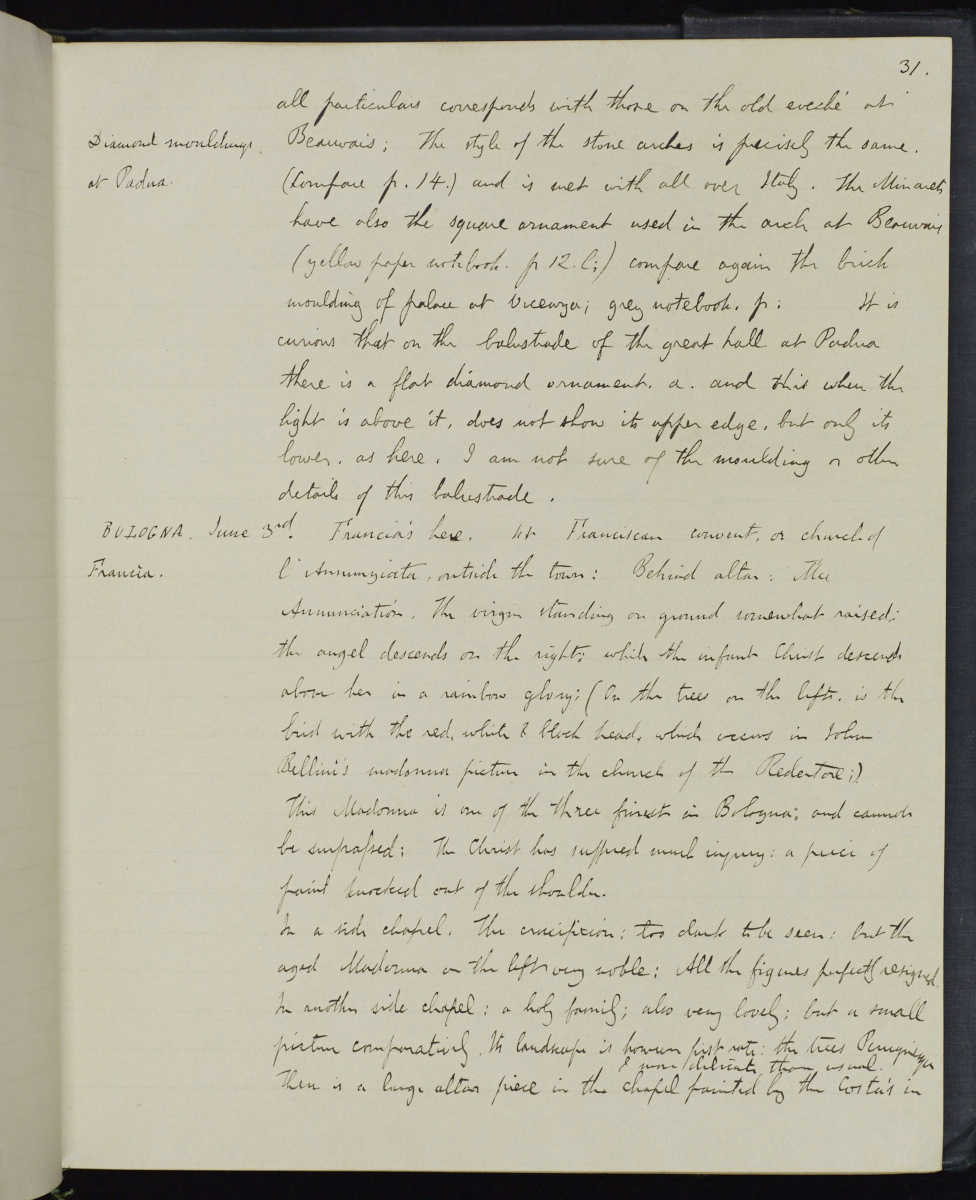 31.
all particulars corresponds with those on the old eveché at
Diamond mouldings. Beauvais; The style of the stone arches is precisely the same.
at Padua. (Compare p. 14.) and is met with all over Italy. The Minarets
have also the square ornament used in the arch at Beauvais
(yellow paper notebook. p 12. l;) compare again the brick
moulding of palace at Vicenza; grey notebook. p: It is
curious that on the balustrade of the great hall at Padua
there is a flat diamond ornament. a. and this when the
light is above it, does not show its upper edge, but only its
lower. as here. I am not sure of the moulding or other
details of this balustrade.
BOLOGNA. June 3rd. Francia's here. At Franciscan convent, or church of
Francia. l'Annunziata, outside the town: Behind altar: The
Annunciation. The virgin standing on ground somewhat raised;
the angel descends on the right; while the infant Christ descends
above her in a rainbow glory; (On the trees on the left, is the
bird with the red, white & black head, which occurs in John
Bellini's madonna picture in the church of the Redentore;)
This Madonna is one of the three finest in Bologna; and cannot
be surpassed: The Christ has suffered much injury: a piece of
paint knocked out of the shoulder.
In a side chapel. The crucifixion: too dark to be seen: but the
aged Madonna on the left very noble; All the figures perfectly resigned.
In another side chapel: a holy family; also very lovely; but a small
picture comparatively. Its landscape is however first rate: the trees
& more delicate than usual.
There is a large altar piece in the chapel painted by the Costa's in